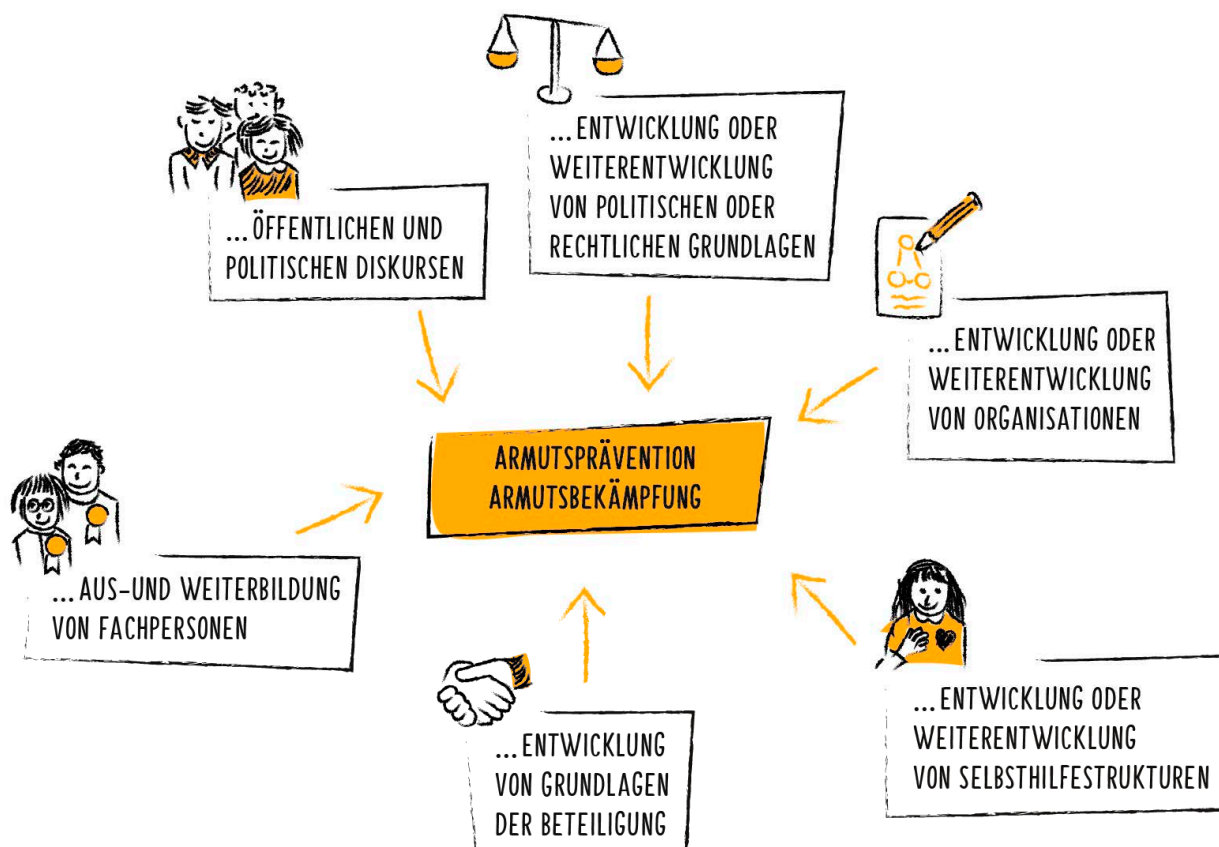 ...ENTWICKLUNG ODER
WEITERENTWICKLUNG
VON POLITISCHEN ODER
RECHTLICHEN GRUNDLAGEN
...ÖFFENTLICHEN UND
POLITISCHEN DISKURSEN
...ENTWICKLUNG ODER
WEITERENTWICKLUNG
VON ORGANISATIONEN
ARMUTSPRÄVENTION
ARMUTSBEKÄMPFUNG
...AUS-UND WEITERBILDUNG
VON FACHPERSONEN
...ENTWICKLUNG ODER
WEITERENTWICKLUNG
VON SELBSTHILFESTRUKTUREN
...ENTWICKLUNG
VON GRUNDLAGEN
DER BETEILIGUNG